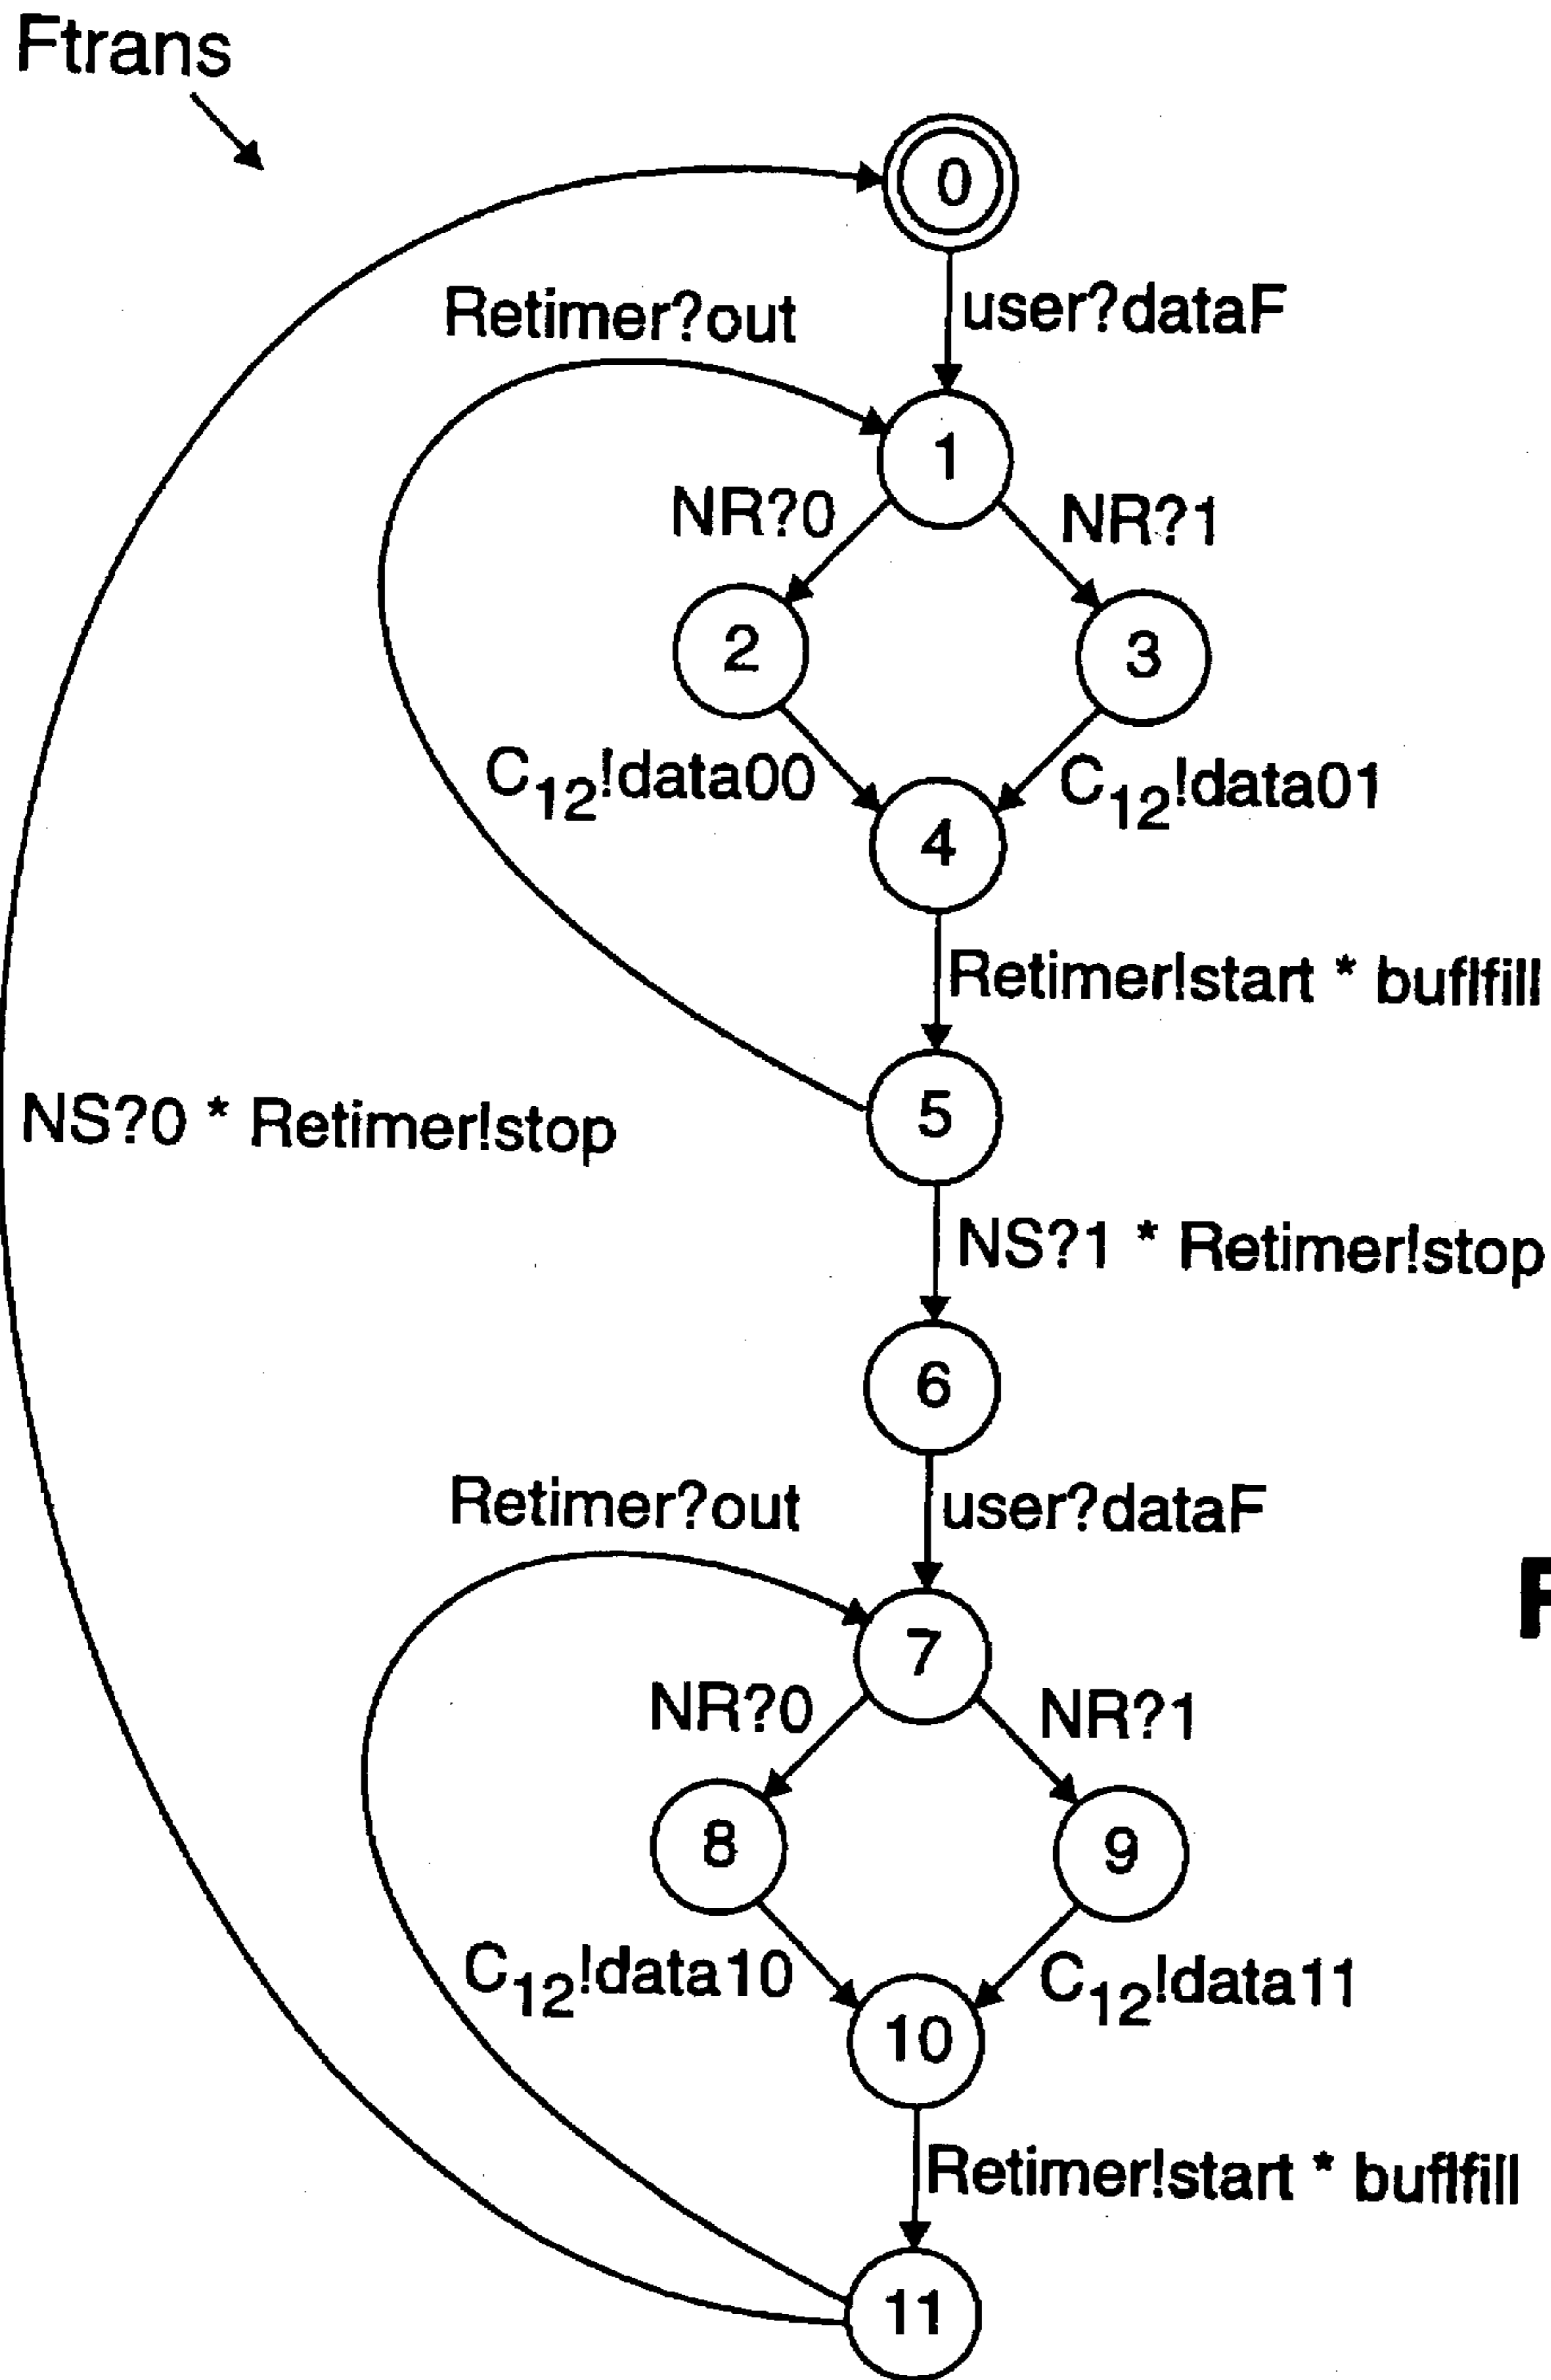 Ftrans
0
Retimer?out
user?dataF
1
NR?0
NR?1
2
3
C12!data00
C12!data01
4
Retimer!start * buflfill
5
NS?0 * Retimer!stop
NS?1 * Retimer!stop
6
Retimer?out
user?dataF
7
NR?0
NR?1
8
9
C12!data10
C12!data11
10
Retimer!start * buflfill
11